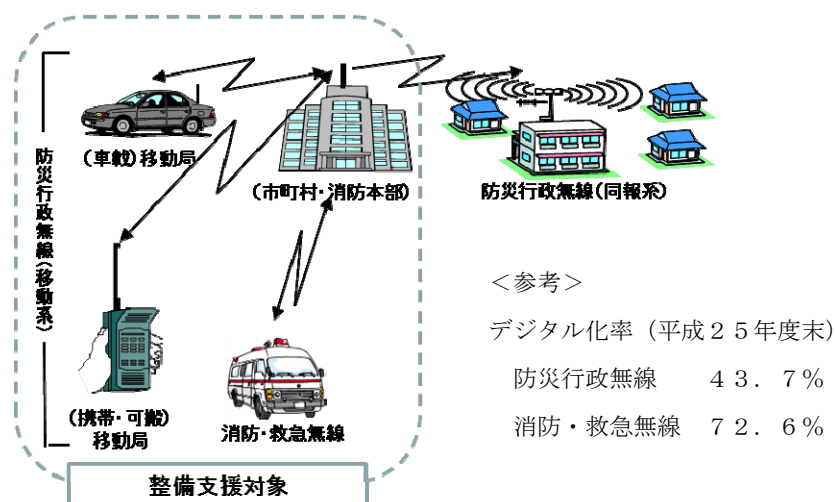 防災行政無線(移動系)
(車載)移動局
(市町村・消防本部)
防災行政無線(同報系)
(携帯・可搬)
移動局
消防・救急無線
整備支援対象
<参考>
デジタル化率(平成25年度末)
防災行政無線 43.7%
消防・救急無線 72.6%